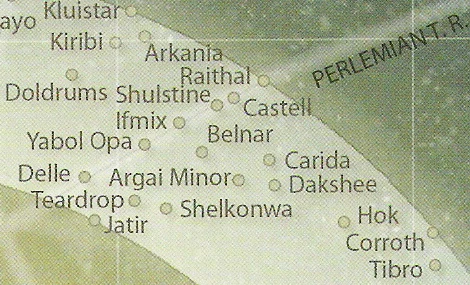 Kluistar
ayo
Kiribi
Arkania
Raithal
PERLEMIAN T. R.
Doldrums
Shulstine
Castell
Ifmix
Belnar
Yabol Opa
Carida
Delle
Argai Minor
Dakshee
Teardrop
Shelkonwa
Jatir
Hok
Corroth
Tibro